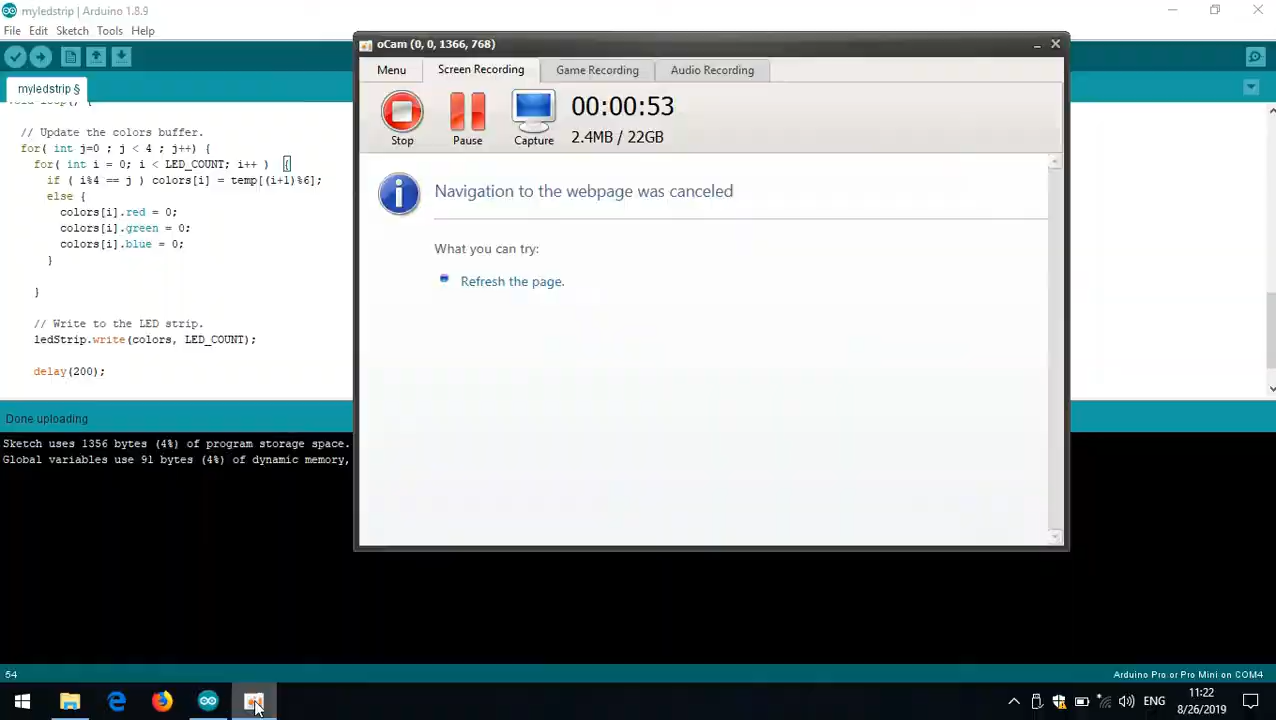 myledstrip | Arduino 1.8.9
File Edit Sketch Tools Help
myledstrip §
// Update the colors buffer.
for( int j=0 ; j < 4 ; j++) {
for( int i = 0; i < LED_COUNT; i++ ) {
if ( i%4 == j ) colors[i] = temp[(i+1)%6];
else {
colors[i].red = 0;
colors[i].green = 0;
colors[i].blue = 0;
}
}
// Write to the LED strip.
ledStrip.write(colors, LED_COUNT);
delay(200);
Done uploading
Sketch uses 1356 bytes (4%) of program storage space.
Global variables use 91 bytes (4%) of dynamic memory,
oCam (0, 0, 1366, 768)
Menu Screen Recording Game Recording Audio Recording
Stop Pause Capture 00:00:53
2.4MB / 22GB
Navigation to the webpage was canceled
What you can try:
Refresh the page.
54 Arduino Pro or Pro Mini on COM4
ENG 11:22
8/26/2019